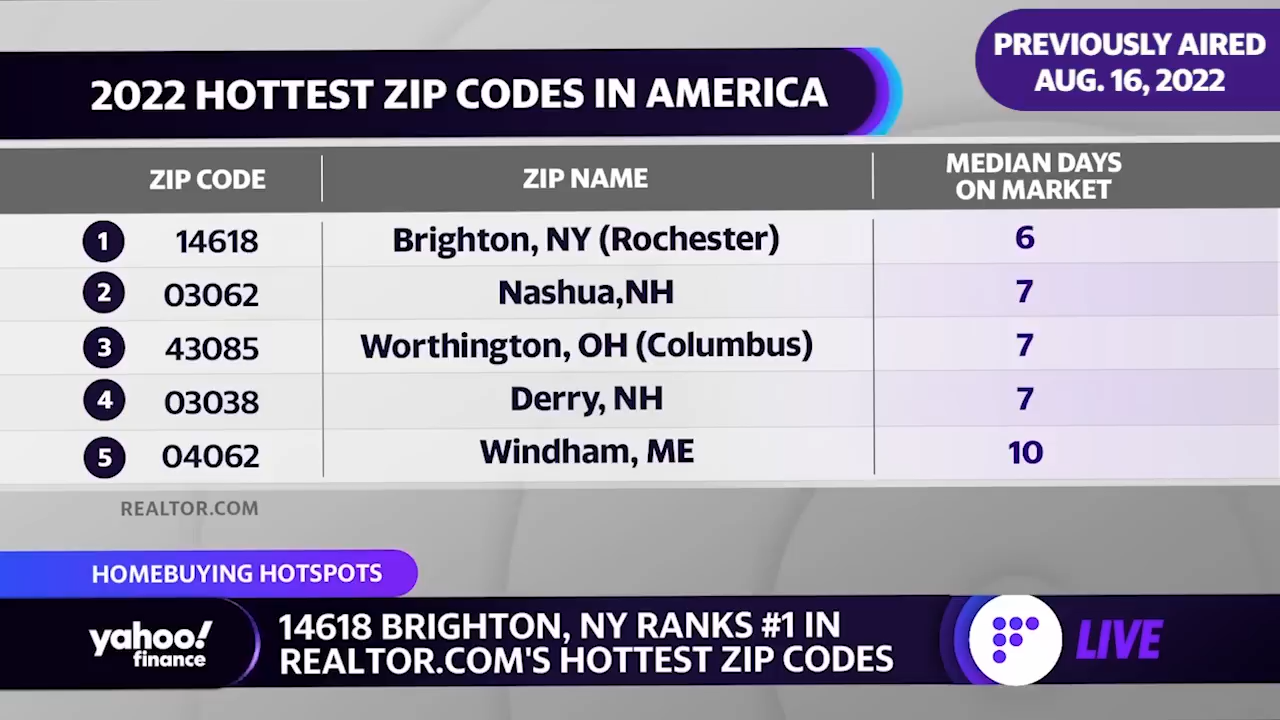 PREVIOUSLY AIRED
AUG. 16, 2022
2022 HOTTEST ZIP CODES IN AMERICA
ZIP CODE ZIP NAME MEDIAN DAYS
ON MARKET
1 14618 Brighton, NY (Rochester) 6
2 03062 Nashua,NH 7
3 43085 Worthington, OH (Columbus) 7
4 03038 Derry, NH 7
5 04062 Windham, ME 10
REALTOR.COM
HOMEBUYING HOTSPOTS
yahoo!
finance
14618 BRIGHTON, NY RANKS #1 IN
REALTOR.COM'S HOTTEST ZIP CODES
LIVE